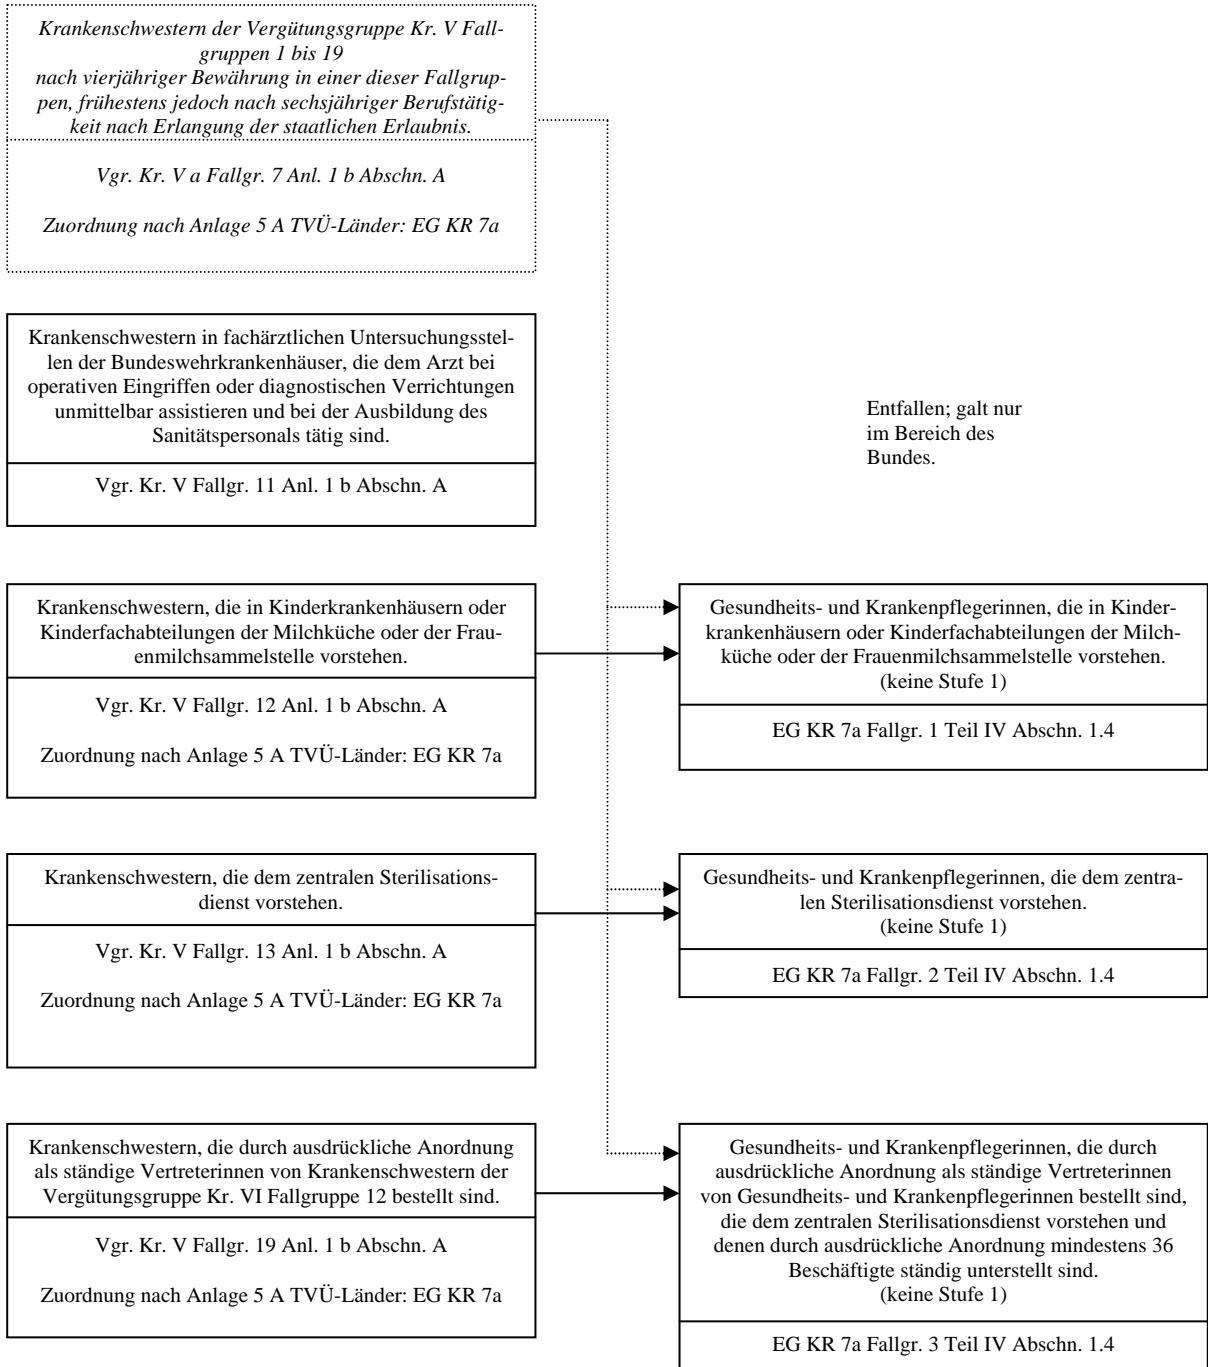 Krankenschwestern der Vergütungsgruppe Kr. V Fall-
gruppen 1 bis 19
nach vierjähriger Bewährung in einer dieser Fallgrup-
pen, frühestens jedoch nach sechsjähriger Berufstätig-
keit nach Erlangung der staatlichen Erlaubnis.
Vgr. Kr. V a Fallgr. 7 Anl. 1 b Abschn. A
Zuordnung nach Anlage 5 A TVÜ-Länder: EG KR 7a
Krankenschwestern in fachärztlichen Untersuchungsstel-
len der Bundeswehrkrankenhäuser, die dem Arzt bei
operativen Eingriffen oder diagnostischen Verrichtungen
unmittelbar assistieren und bei der Ausbildung des
Sanitätspersonals tätig sind.
Vgr. Kr. V Fallgr. 11 Anl. 1 b Abschn. A
Entfallen; galt nur
im Bereich des
Bundes.
Krankenschwestern, die in Kinderkrankenhäusern oder
Kinderfachabteilungen der Milchküche oder der Frau-
enmilchsammelstelle vorstehen.
Vgr. Kr. V Fallgr. 12 Anl. 1 b Abschn. A
Zuordnung nach Anlage 5 A TVÜ-Länder: EG KR 7a
Gesundheits- und Krankenpflegerinnen, die in Kinder-
krankenhäusern oder Kinderfachabteilungen der Milch-
küche oder der Frauenmilchsammelstelle vorstehen.
(keine Stufe 1)
EG KR 7a Fallgr. 1 Teil IV Abschn. 1.4
Krankenschwestern, die dem zentralen Sterilisations-
dienst vorstehen.
Vgr. Kr. V Fallgr. 13 Anl. 1 b Abschn. A
Zuordnung nach Anlage 5 A TVÜ-Länder: EG KR 7a
Gesundheits- und Krankenpflegerinnen, die dem zentra-
len Sterilisationsdienst vorstehen.
(keine Stufe 1)
EG KR 7a Fallgr. 2 Teil IV Abschn. 1.4
Krankenschwestern, die durch ausdrückliche Anordnung
als ständige Vertreterinnen von Krankenschwestern der
Vergütungsgruppe Kr. VI Fallgruppe 12 bestellt sind.
Vgr. Kr. V Fallgr. 19 Anl. 1 b Abschn. A
Zuordnung nach Anlage 5 A TVÜ-Länder: EG KR 7a
Gesundheits- und Krankenpflegerinnen, die durch
ausdrückliche Anordnung als ständige Vertreterinnen
von Gesundheits- und Krankenpflegerinnen bestellt sind,
die dem zentralen Sterilisationsdienst vorstehen und
denen durch ausdrückliche Anordnung mindestens 36
Beschäftigte ständig unterstellt sind.
(keine Stufe 1)
EG KR 7a Fallgr. 3 Teil IV Abschn. 1.4